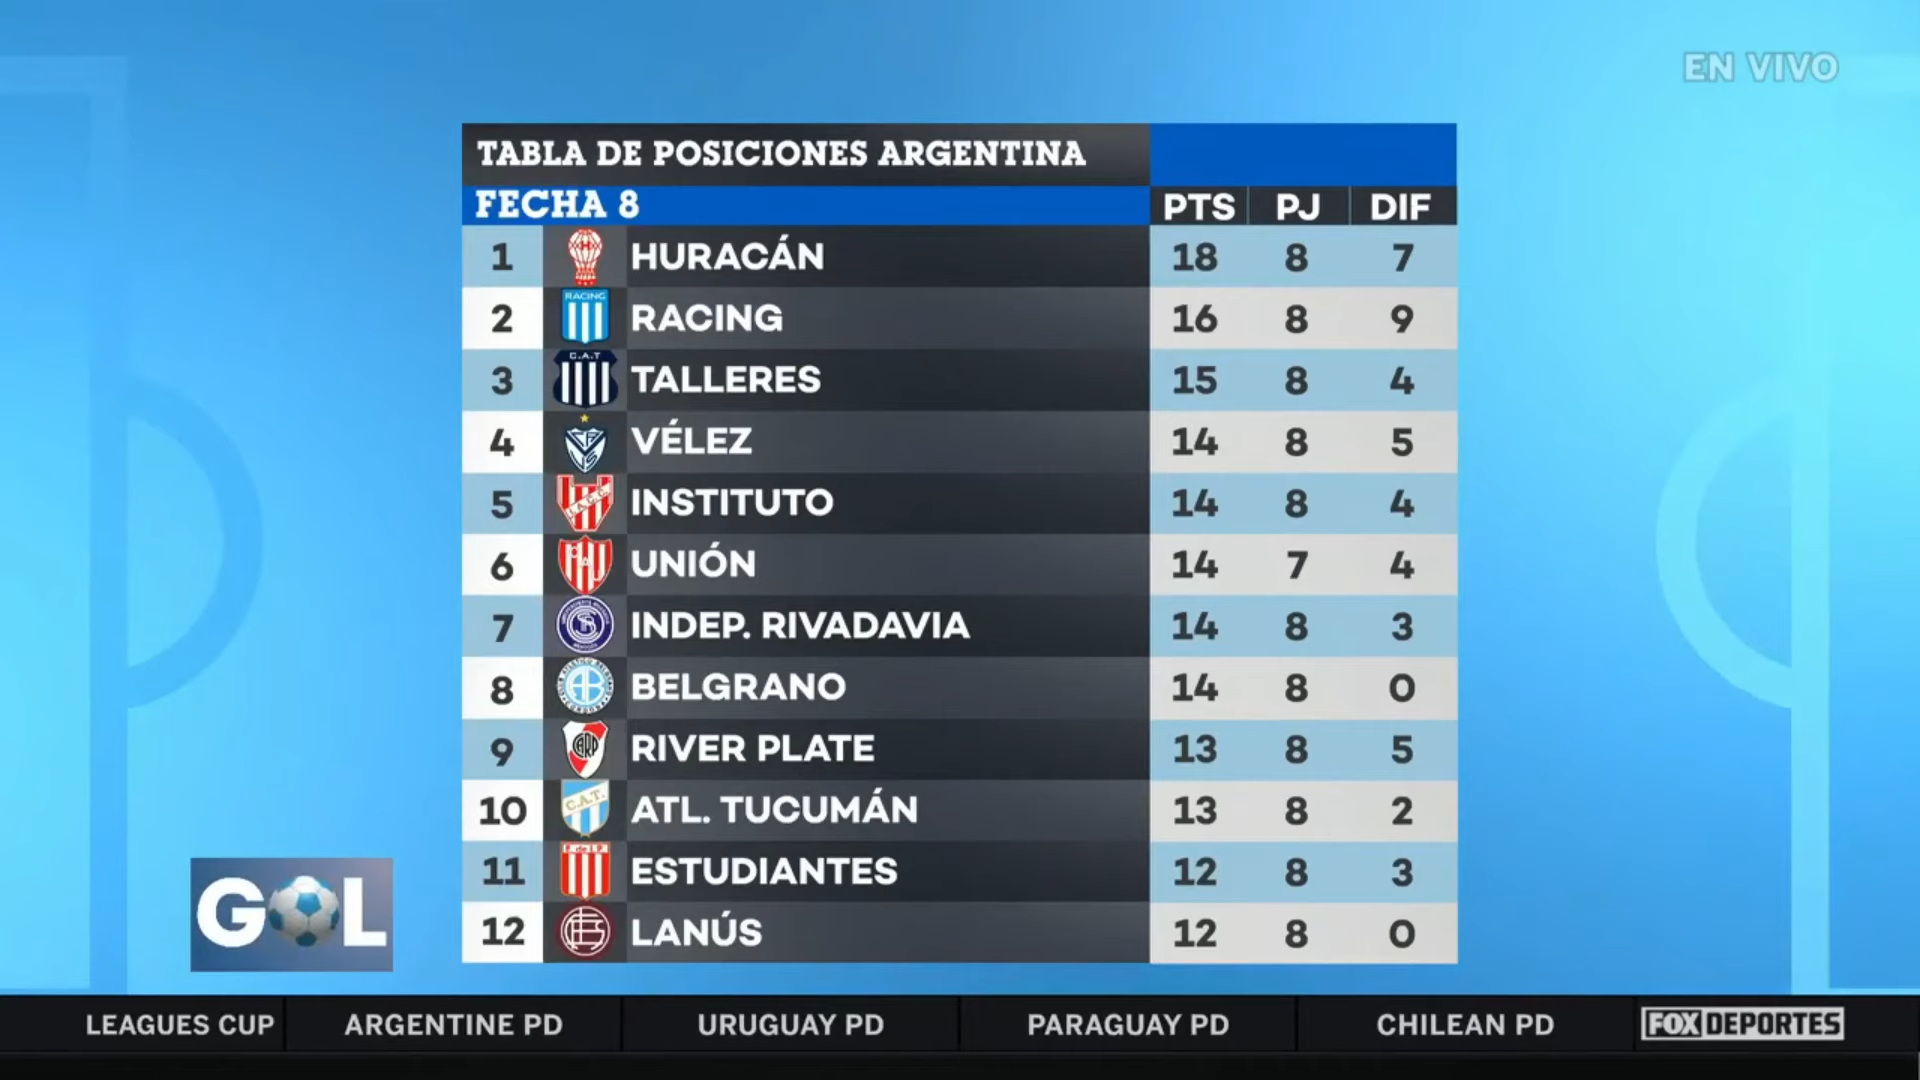 EN VIVO
TABLA DE POSICIONES ARGENTINA
FECHA 8 PTS PJ DIF
1 HURACÁN 18 8 7
2 RACING RACING 16 8 9
3 C.A.T TALLERES 15 8 4
4 VÉLEZ 14 8 5
5 I.A.C.C. INSTITUTO 14 8 4
6 UNIÓN 14 7 4
7 INDEP. RIVADAVIA 14 8 3
8 BELGRANO 14 8 0
9 CARP RIVER PLATE 13 8 5
10 C.A.T. ATL. TUCUMÁN 13 8 2
11 E de L.P. ESTUDIANTES 12 8 3
12 LANÚS 12 8 0
GOL
LEAGUES CUP ARGENTINE PD URUGUAY PD PARAGUAY PD CHILEAN PD FOX DEPORTES